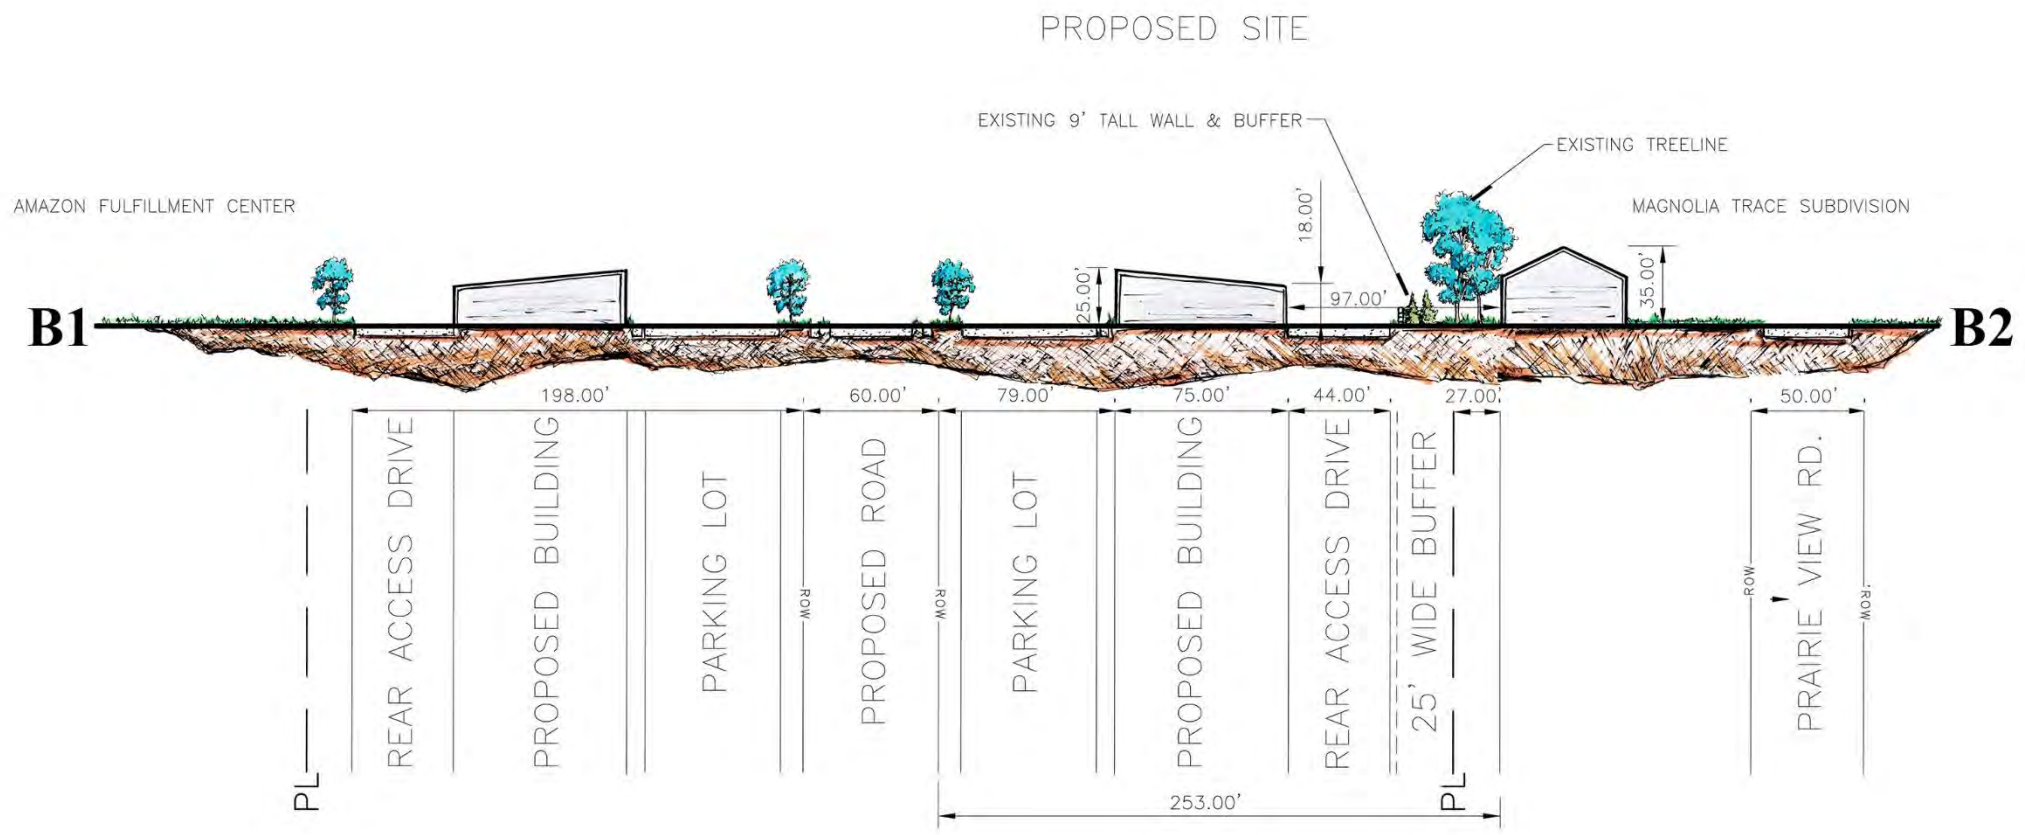 PROPOSED SITE
EXISTING 9' TALL WALL & BUFFER
EXISTING TREELINE
AMAZON FULFILLMENT CENTER
MAGNOLIA TRACE SUBDIVISION
18.00'
25.00'
97.00'
35.00'
B1
B2
198.00'
60.00'
79.00'
75.00'
44.00'
27.00'
50.00'
REAR ACCESS DRIVE
PROPOSED BUILDING
PARKING LOT
ROW
PROPOSED ROAD
ROW
PARKING LOT
PROPOSED BUILDING
REAR ACCESS DRIVE
25' WIDE BUFFER
ROW
PRAIRIE VIEW RD.
ROW
PL
PL
253.00'